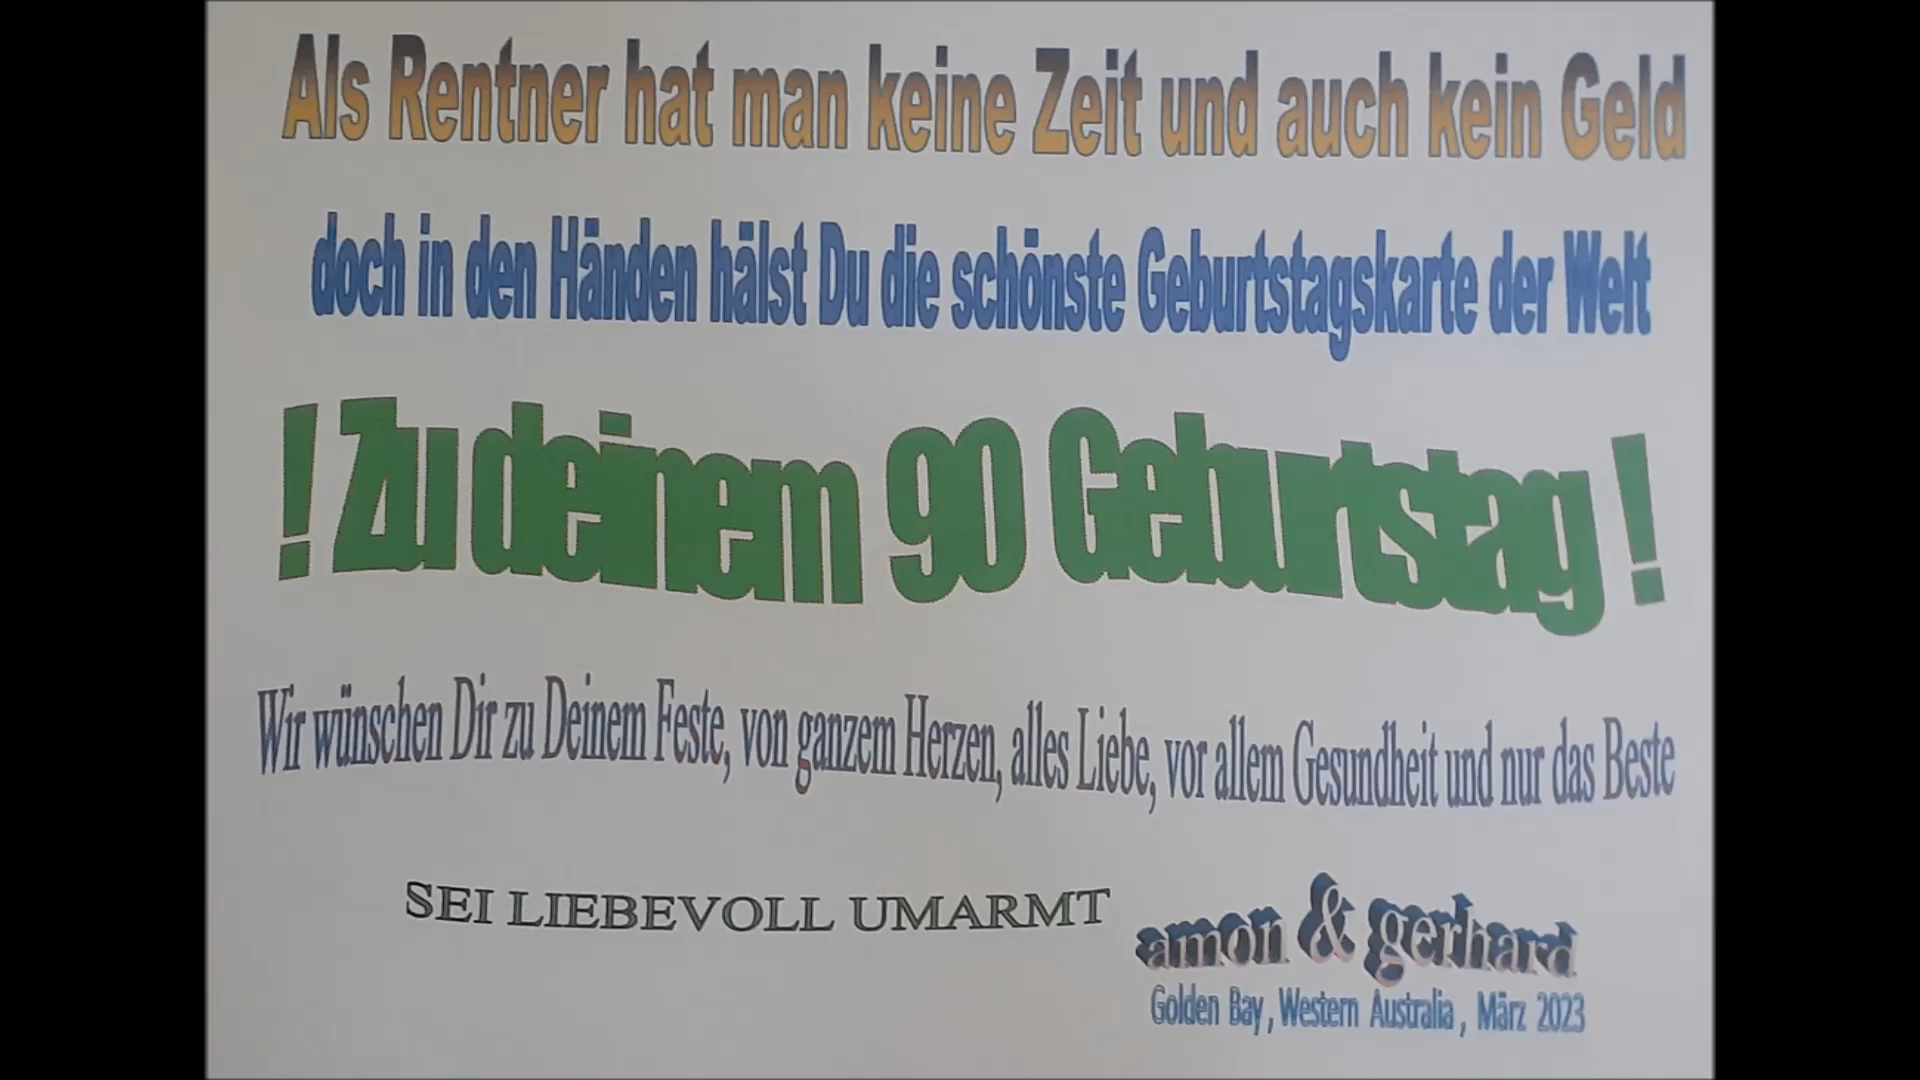 Als Rentner hat man keine Zeit und auch kein Geld
doch in den Händen hälst Du die schönste Geburtstagskarte der Welt
! Zu deinem 90 Geburtstag !
Wir wünschen Dir zu Deinem Feste, von ganzem Herzen, alles Liebe, vor allem Gesundheit und nur das Beste
SEI LIEBEVOLL UMARMT
amon & gerhard
Golden Bay, Western Australia, März 2023